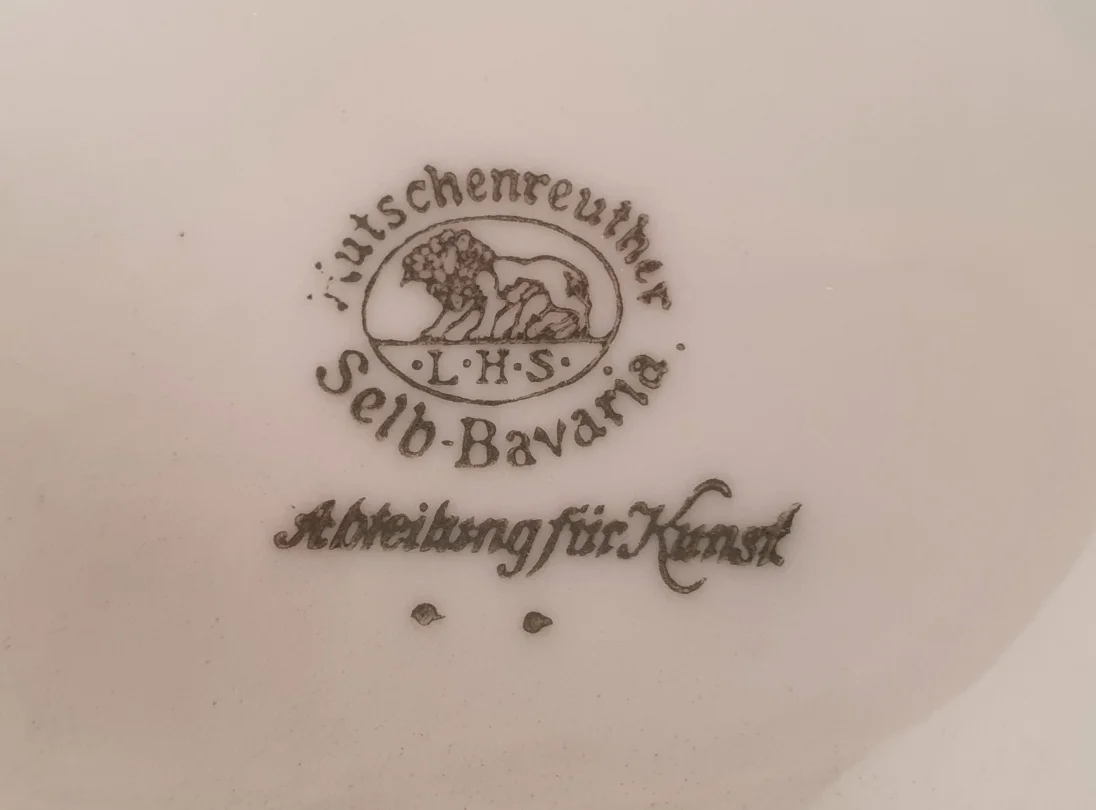 Hutschenreuther
·L·H·S·
Selb-Bavaria
Abteilung für Kunst